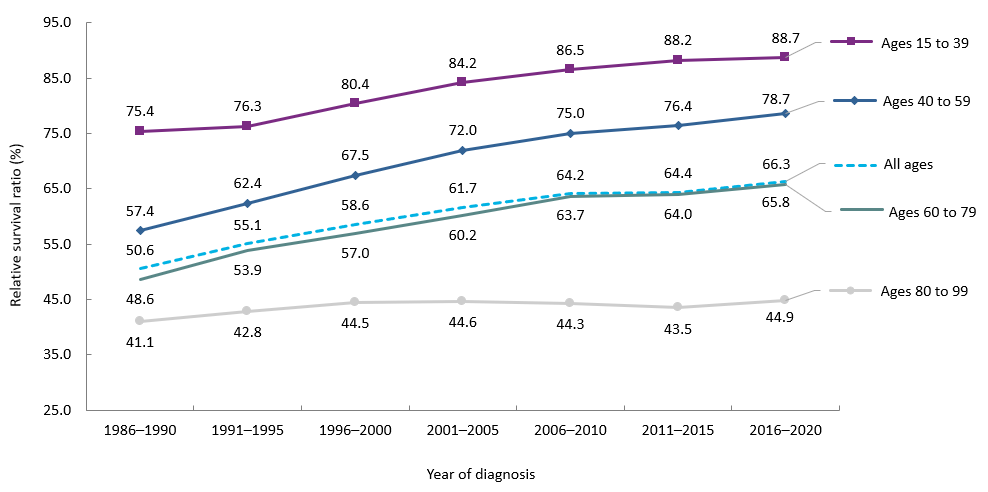 95.0
85.0
75.0
65.0
55.0
45.0
35.0
25.0
Relative survival ratio (%)
75.4 76.3 80.4 84.2 86.5 88.2 88.7
Ages 15 to 39
57.4 62.4 67.5 72.0 75.0 76.4 78.7
Ages 40 to 59
50.6 55.1 58.6 61.7 64.2 64.4 66.3
All ages
48.6 53.9 57.0 60.2 63.7 64.0 65.8
Ages 60 to 79
41.1 42.8 44.5 44.6 44.3 43.5 44.9
Ages 80 to 99
1986–1990 1991–1995 1996–2000 2001–2005 2006–2010 2011–2015 2016–2020
Year of diagnosis